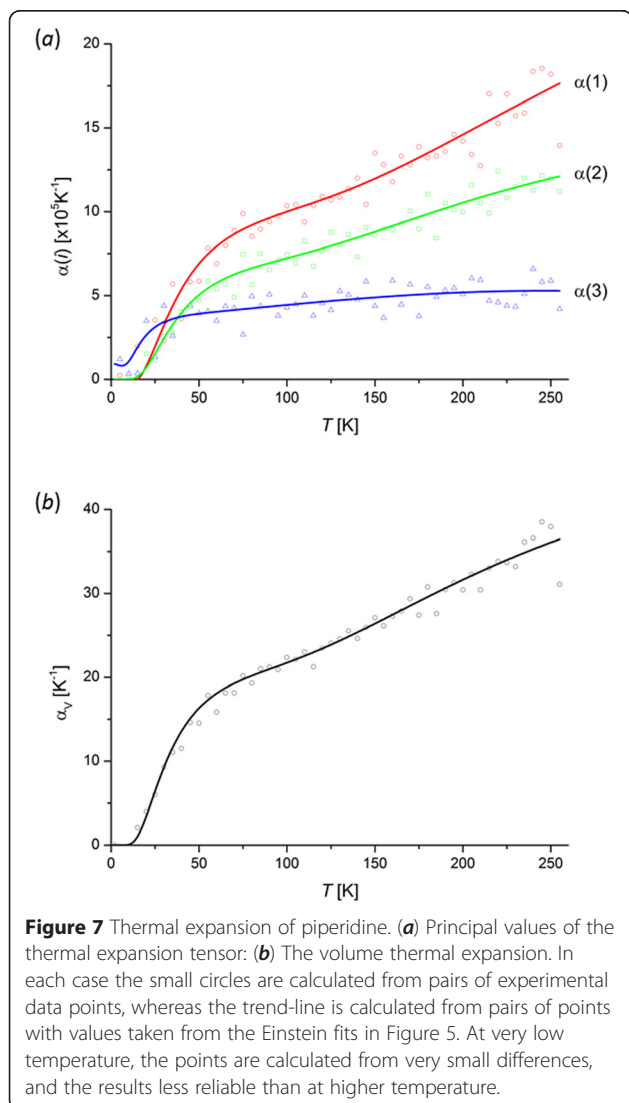 (a)
20
15
10
5
0
α(i) [x10⁵K⁻¹]
α(1)
α(2)
α(3)
0 50 100 150 200 250
T [K]
(b)
40
30
20
10
0
αV [K⁻¹]
0 50 100 150 200 250
T [K]
Figure 7 Thermal expansion of piperidine. (a) Principal values of the
thermal expansion tensor: (b) The volume thermal expansion. In
each case the small circles are calculated from pairs of experimental
data points, whereas the trend-line is calculated from pairs of points
with values taken from the Einstein fits in Figure 5. At very low
temperature, the points are calculated from very small differences,
and the results less reliable than at higher temperature.